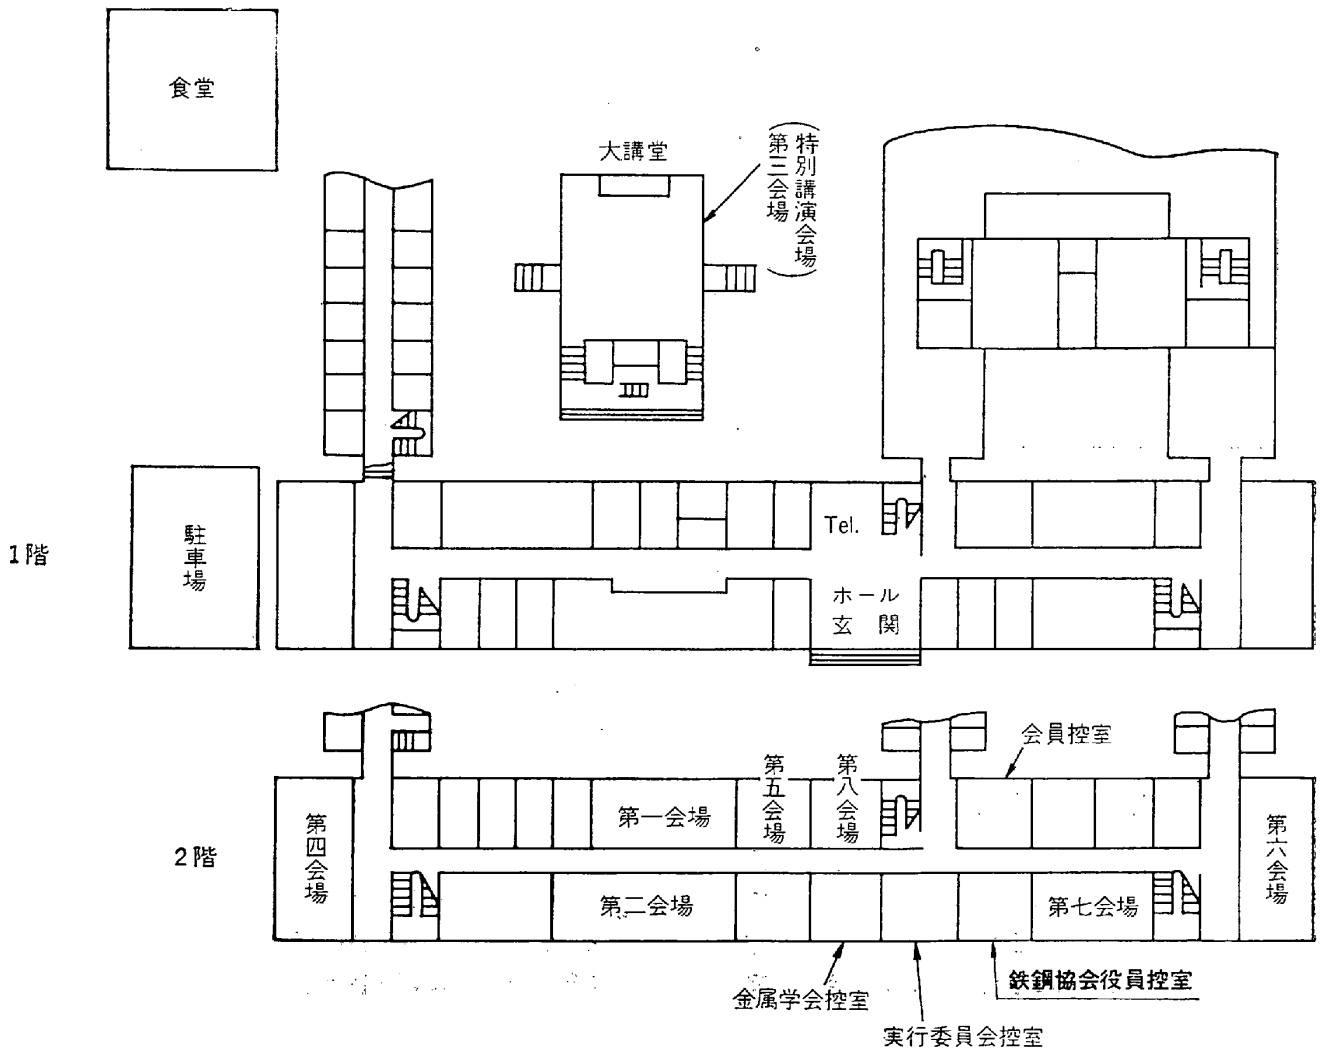 食堂
大講堂
(特別講演会場
第三会場)
1階
駐車場
Tel.
ホール
玄関
2階
会員控室
第四会場
第一会場
第五会場
第八会場
第六会場
第二会場
第七会場
金属学会控室
実行委員会控室
鉄鋼協会役員控室